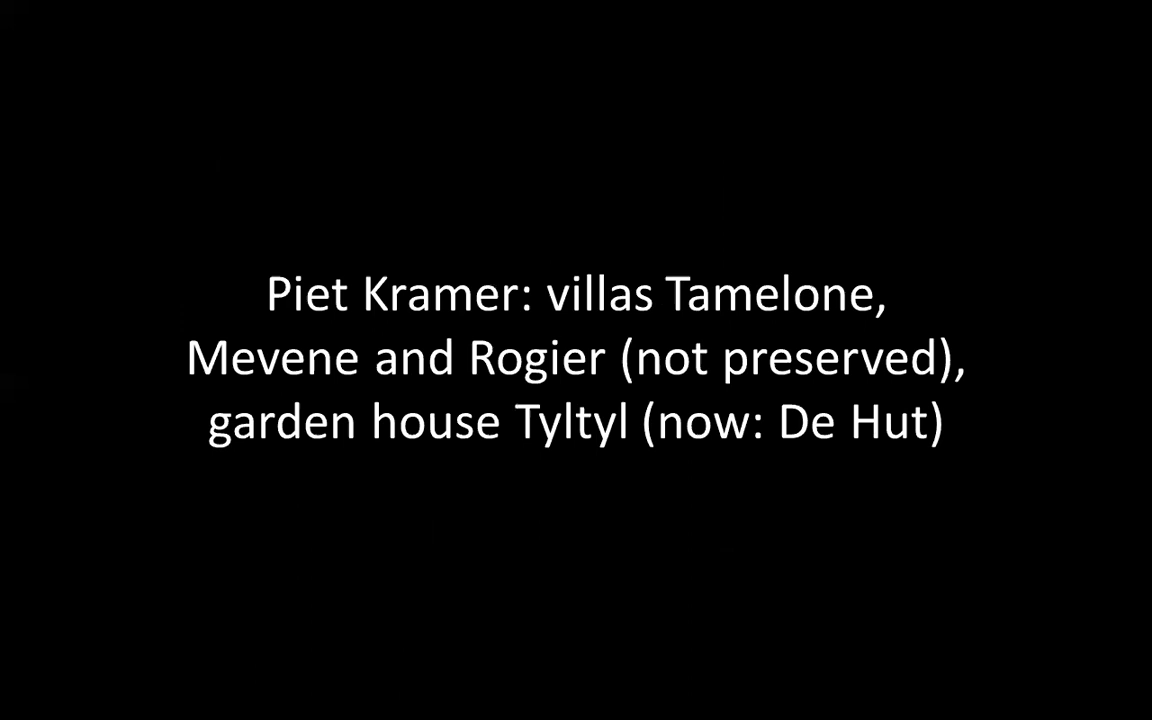 Piet Kramer: villas Tamelone,
Mevene and Rogier (not preserved),
garden house Tyltyl (now: De Hut)